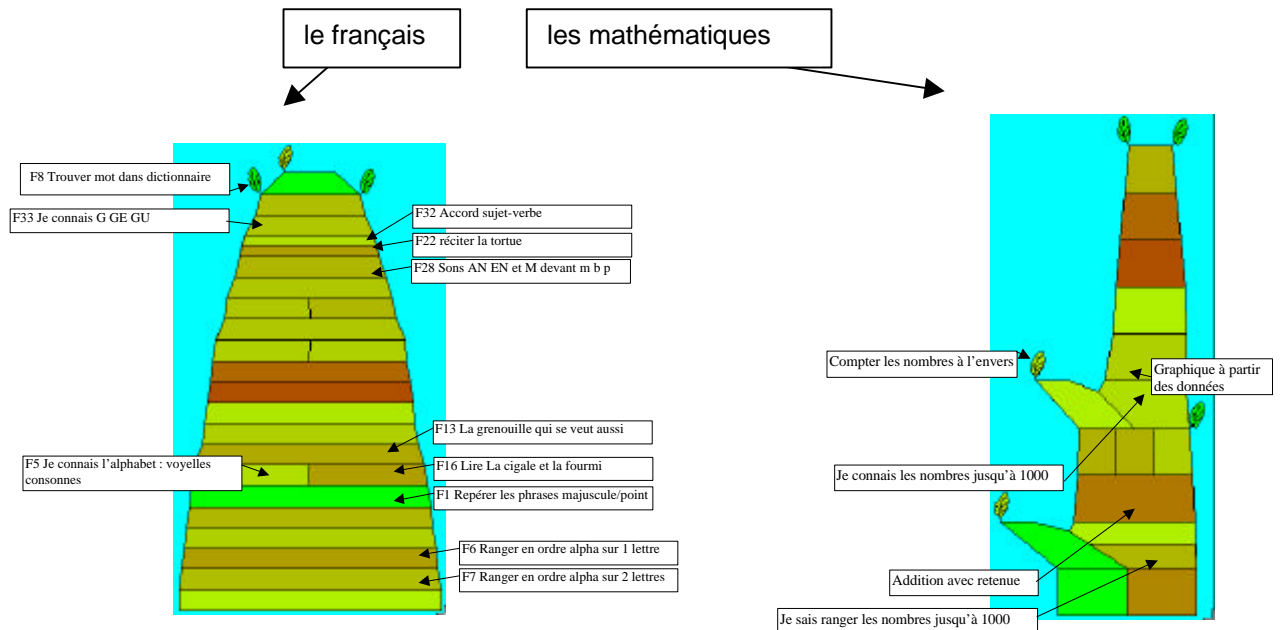 le français
les mathématiques
F8 Trouver mot dans dictionnaire
F33 Je connais G GE GU
F32 Accord sujet-verbe
F22 réciter la tortue
F28 Sons AN EN et M devant m b p
F13 La grenouille qui se veut aussi
F5 Je connais l'alphabet : voyelles
consonnes
F16 Lire La cigale et la fourmi
F1 Repérer les phrases majuscule/point
F6 Ranger en ordre alpha sur 1 lettre
F7 Ranger en ordre alpha sur 2 lettres
Compter les nombres à l'envers
Graphique à partir
des données
Je connais les nombres jusqu'à 1000
Addition avec retenue
Je sais ranger les nombres jusqu'à 1000